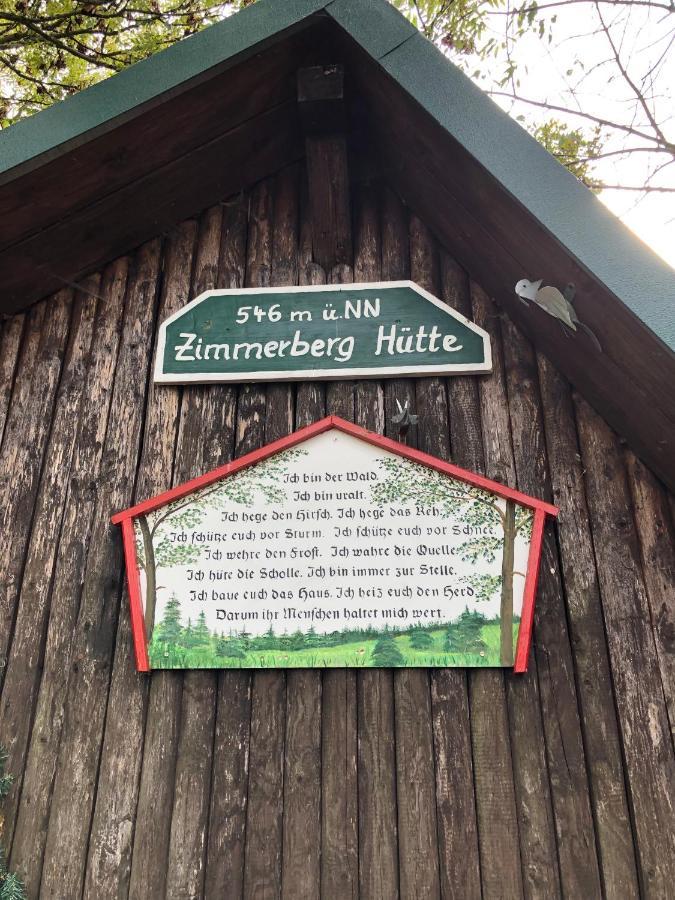 546 m ü.NN
Zimmerberg Hütte
Ich bin der Wald.
Ich bin uralt.
Ich hege den Hirsch. Ich hege das Reh.
Ich schütze euch vor Sturm. Ich schütze euch vor Schnee.
Ich wehre den Frost. Ich wahre die Quelle.
Ich hüte die Scholle. Ich bin immer zur Stelle.
Ich baue euch das Haus. Ich heiz euch den Herd.
Darum ihr Menschen haltet mich wert.